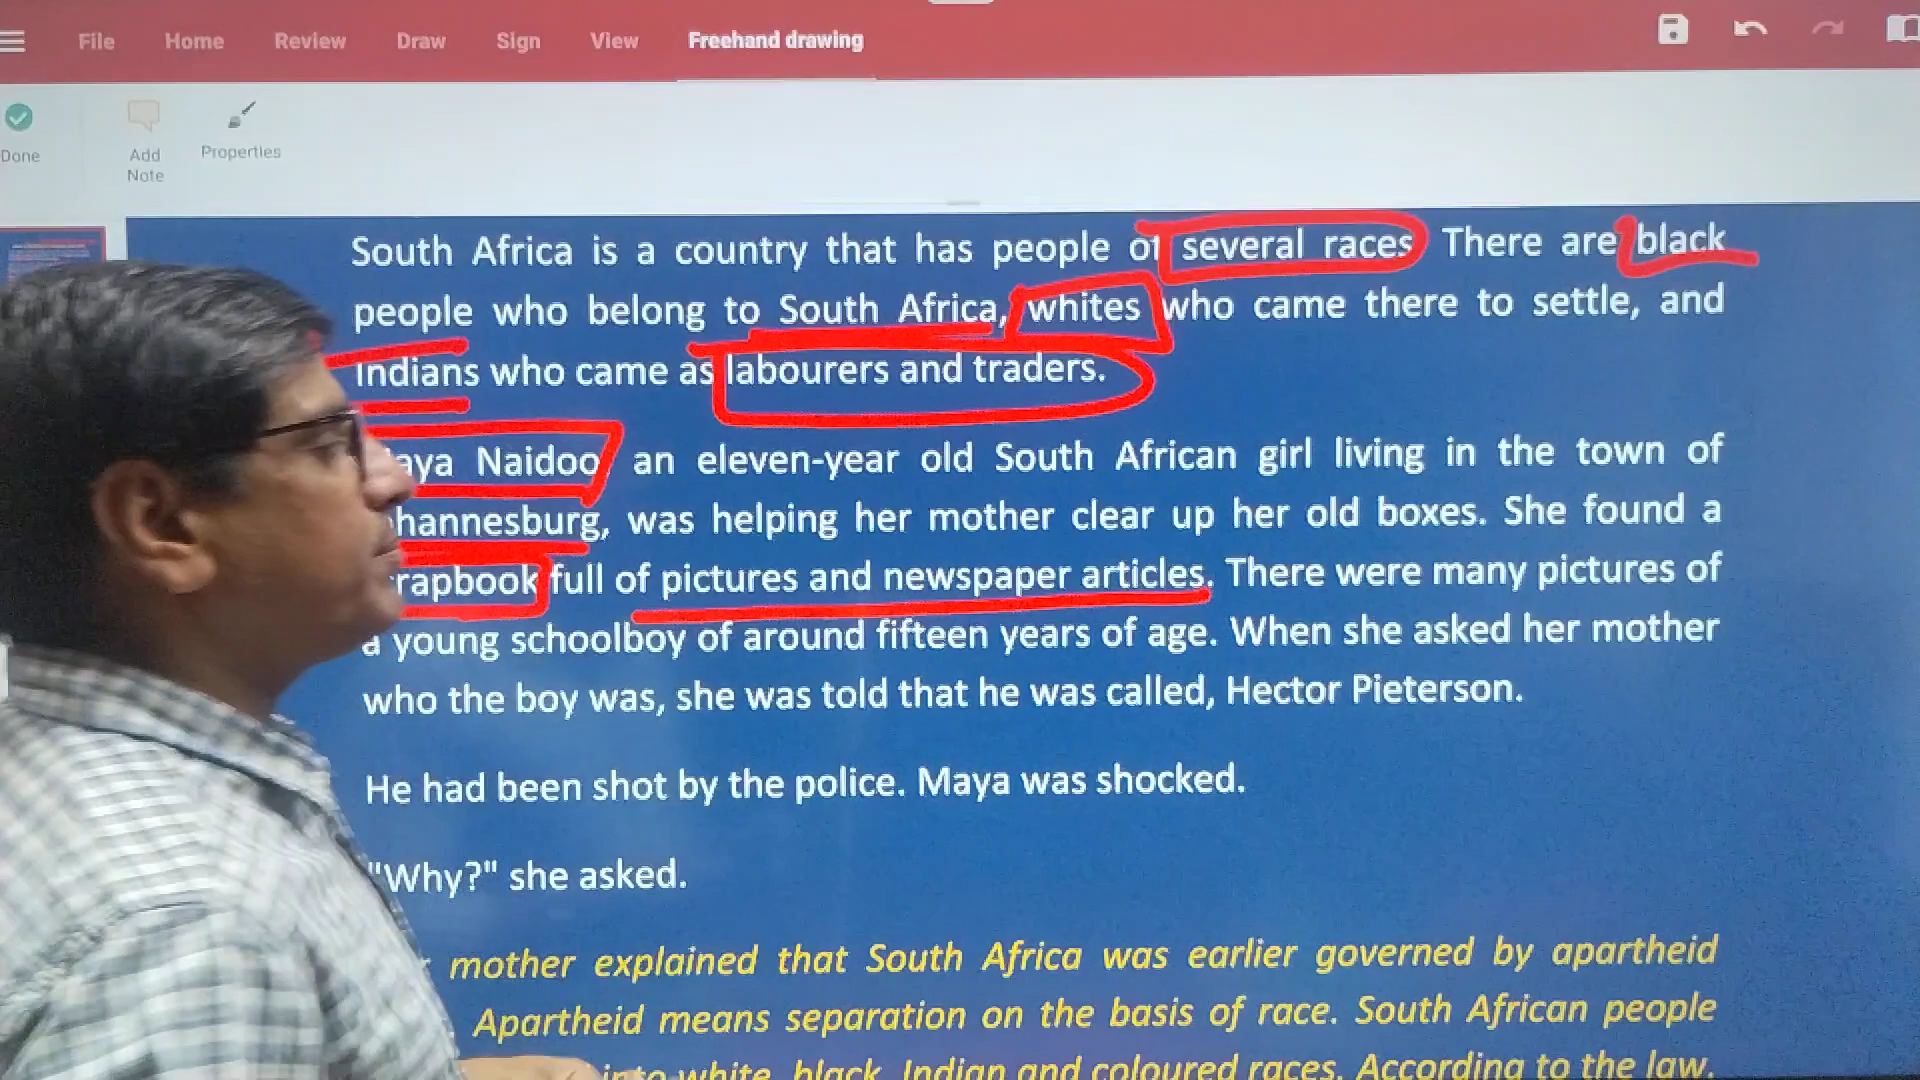 File Home Review Draw Sign View Freehand drawing
Done Add Note Properties
South Africa is a country that has people of several races There are black
people who belong to South Africa, whites who came there to settle, and
Indians who came as labourers and traders.
aya Naidoo an eleven-year old South African girl living in the town of
hannesburg, was helping her mother clear up her old boxes. She found a
rapbook full of pictures and newspaper articles. There were many pictures of
a young schoolboy of around fifteen years of age. When she asked her mother
who the boy was, she was told that he was called, Hector Pieterson.
He had been shot by the police. Maya was shocked.
"Why?" she asked.
mother explained that South Africa was earlier governed by apartheid
. Apartheid means separation on the basis of race. South African people
into white, black, Indian and coloured races. According to the law.